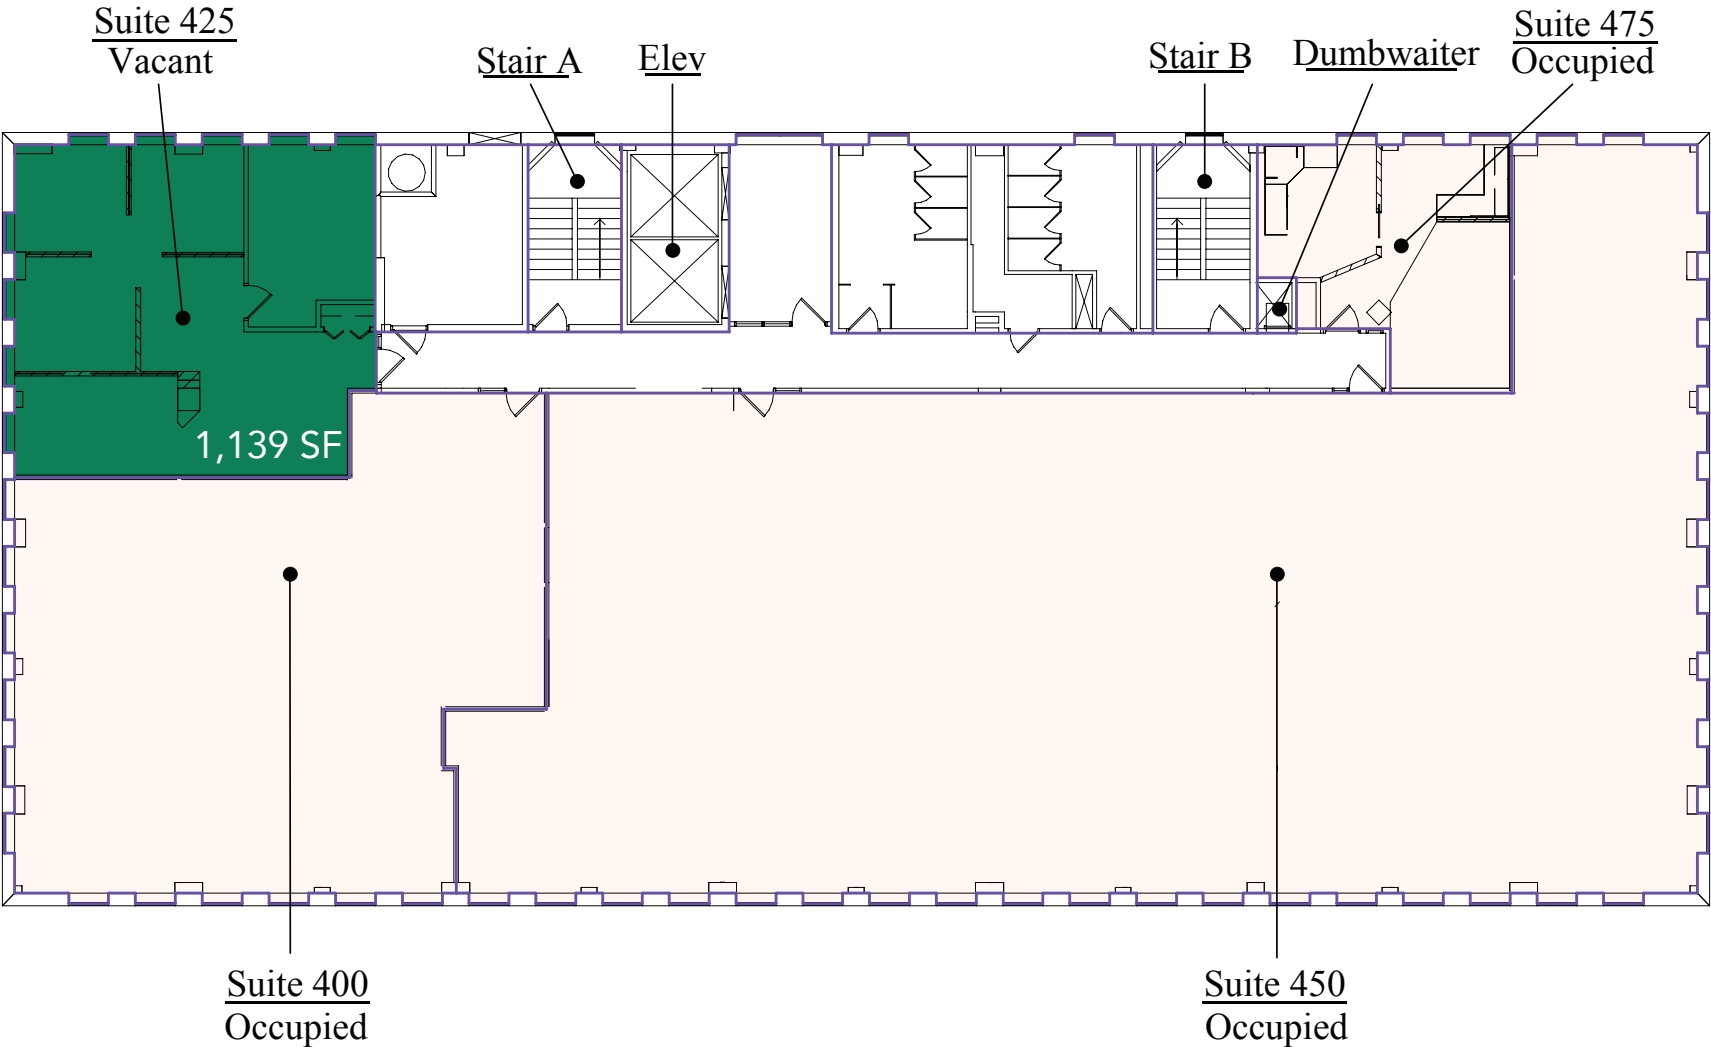 Suite 425
Vacant
Stair A
Elev
Stair B
Dumbwaiter
Suite 475
Occupied
1,139 SF
Suite 400
Occupied
Suite 450
Occupied